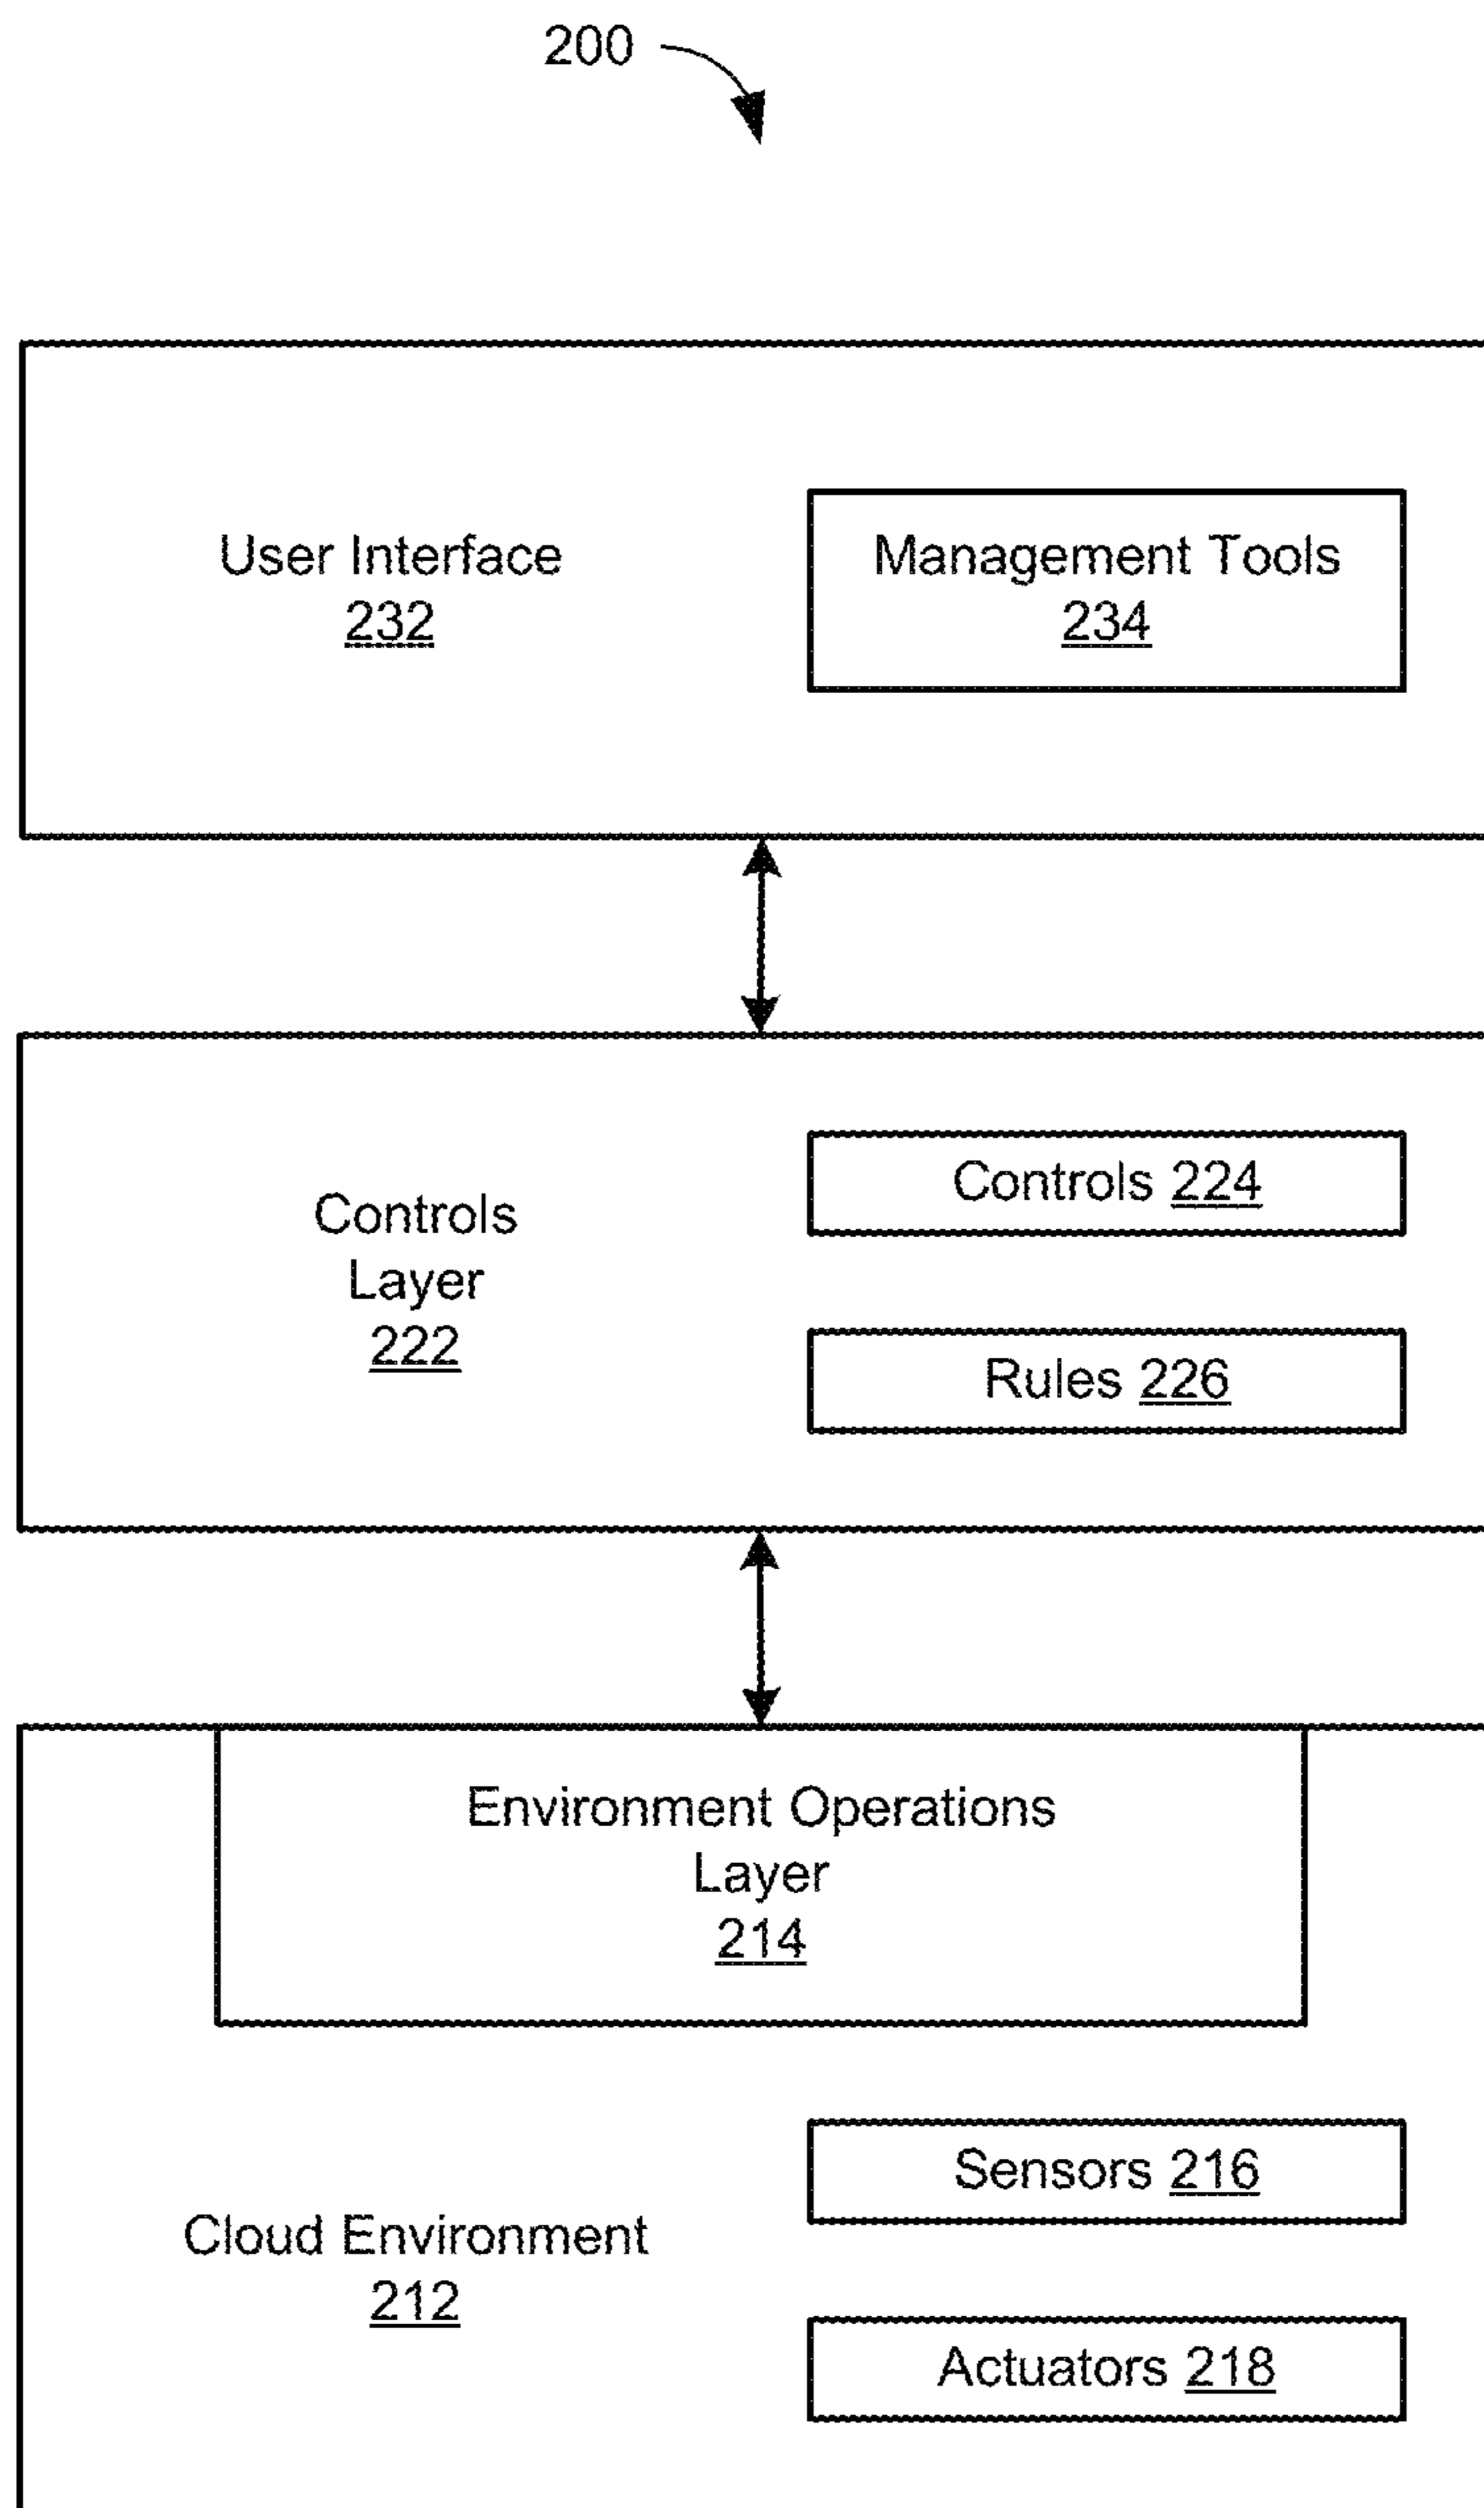 200
User Interface
232
Management Tools
234
Controls
Layer
222
Controls 224
Rules 226
Environment Operations
Layer
214
Cloud Environment
212
Sensors 216
Actuators 218